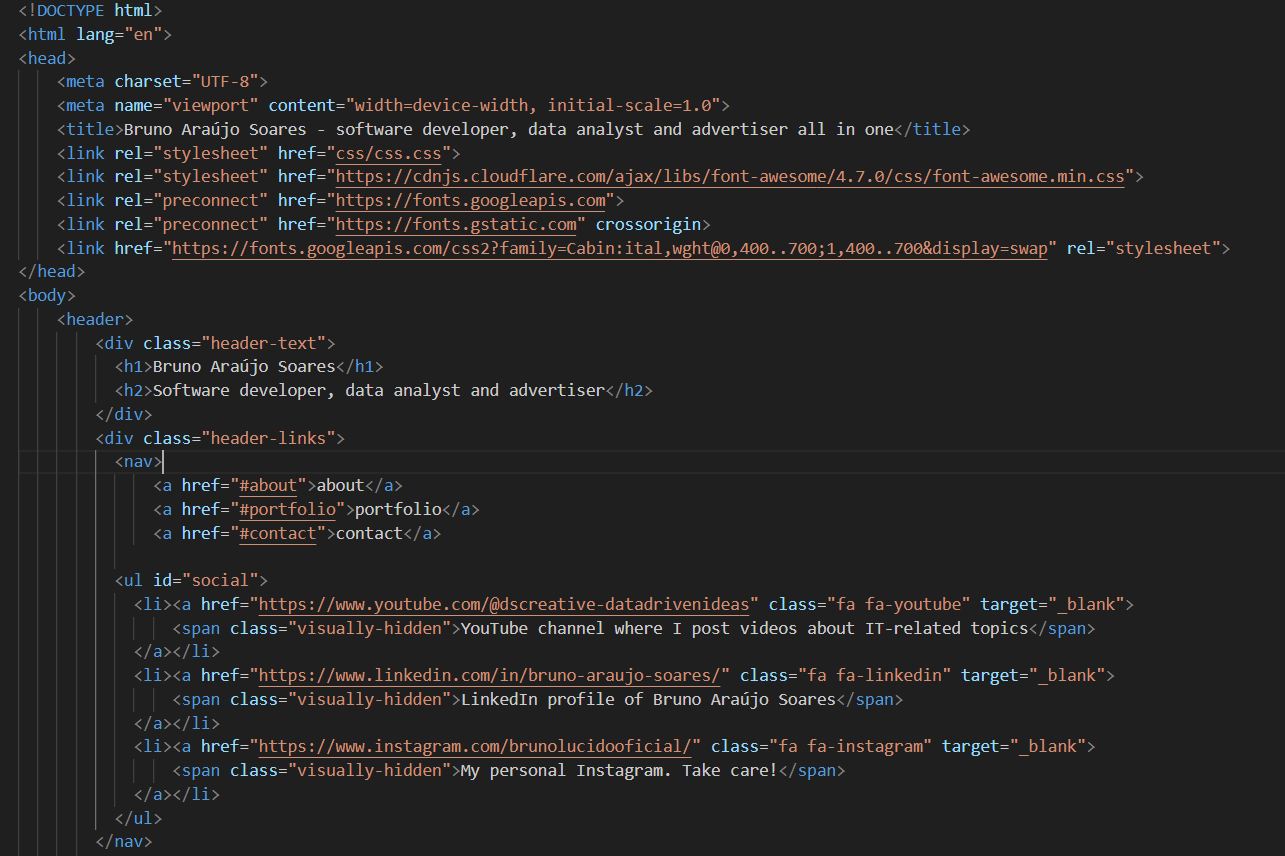 <!DOCTYPE html>
<html lang="en">
<head>
    <meta charset="UTF-8">
    <meta name="viewport" content="width=device-width, initial-scale=1.0">
    <title>Bruno Araújo Soares - software developer, data analyst and advertiser all in one</title>
    <link rel="stylesheet" href="css/css.css">
    <link rel="stylesheet" href="https://cdnjs.cloudflare.com/ajax/libs/font-awesome/4.7.0/css/font-awesome.min.css">
    <link rel="preconnect" href="https://fonts.googleapis.com">
    <link rel="preconnect" href="https://fonts.gstatic.com" crossorigin>
    <link href="https://fonts.googleapis.com/css2?family=Cabin:ital,wght@0,400..700;1,400..700&display=swap" rel="stylesheet">
</head>
<body>
    <header>
        <div class="header-text">
          <h1>Bruno Araújo Soares</h1>
          <h2>Software developer, data analyst and advertiser</h2>
        </div>
        <div class="header-links">
          <nav>
              <a href="#about">about</a>
              <a href="#portfolio">portfolio</a>
              <a href="#contact">contact</a>

          <ul id="social">
            <li><a href="https://www.youtube.com/@dscreative-datadrivenideas" class="fa fa-youtube" target="_blank">
                <span class="visually-hidden">YouTube channel where I post videos about IT-related topics</span>
            </a></li>
            <li><a href="https://www.linkedin.com/in/bruno-araujo-soares/" class="fa fa-linkedin" target="_blank">
                <span class="visually-hidden">LinkedIn profile of Bruno Araújo Soares</span>
            </a></li>
            <li><a href="https://www.instagram.com/brunolucidooficial/" class="fa fa-instagram" target="_blank">
                <span class="visually-hidden">My personal Instagram. Take care!</span>
            </a></li>
          </ul>
        </nav>